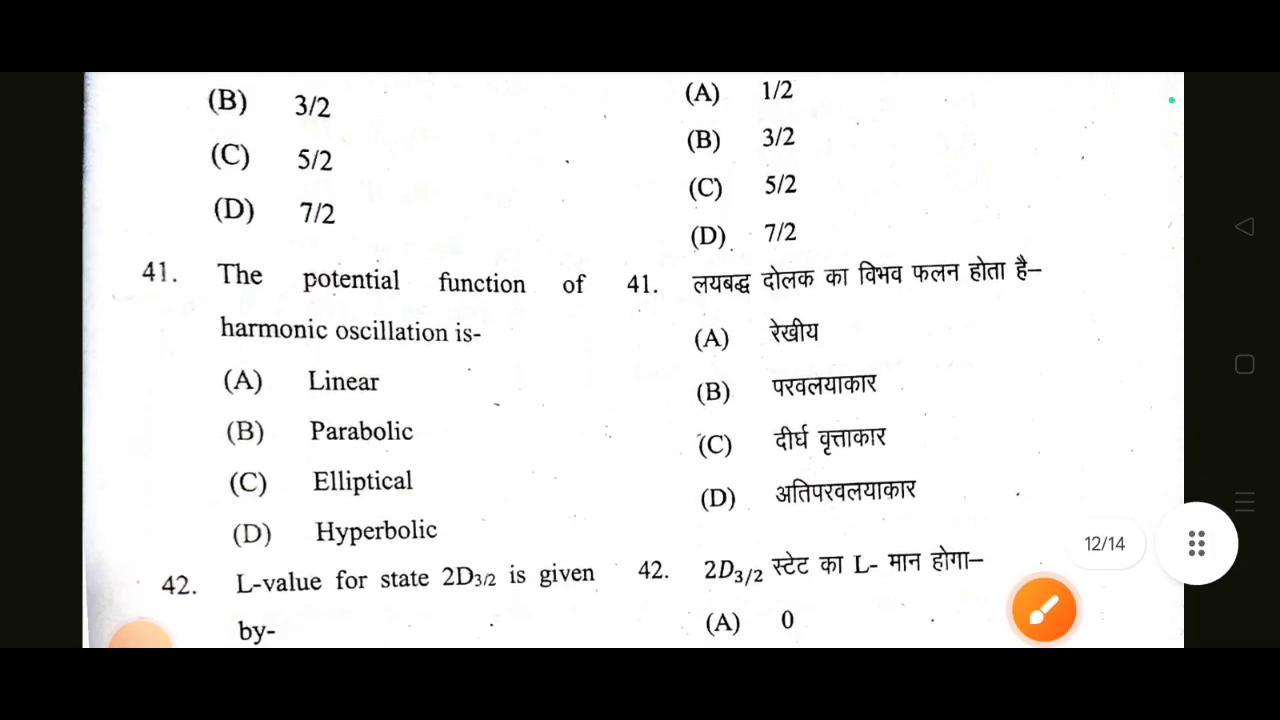 (B) 3/2
(C) 5/2
(D) 7/2
41. The potential function of
harmonic oscillation is-
(A) Linear
(B) Parabolic
(C) Elliptical
(D) Hyperbolic
42. L-value for state 2D3/2 is given
by-
(A) 1/2
(B) 3/2
(C) 5/2
(D) 7/2
41. लयबद्ध दोलक का विभव फलन होता है–
(A) रेखीय
(B) परवलयाकार
(C) दीर्घ वृत्ताकार
(D) अतिपरवलयाकार
42. 2D3/2 स्टेट का L- मान होगा–
(A) 0
12/14